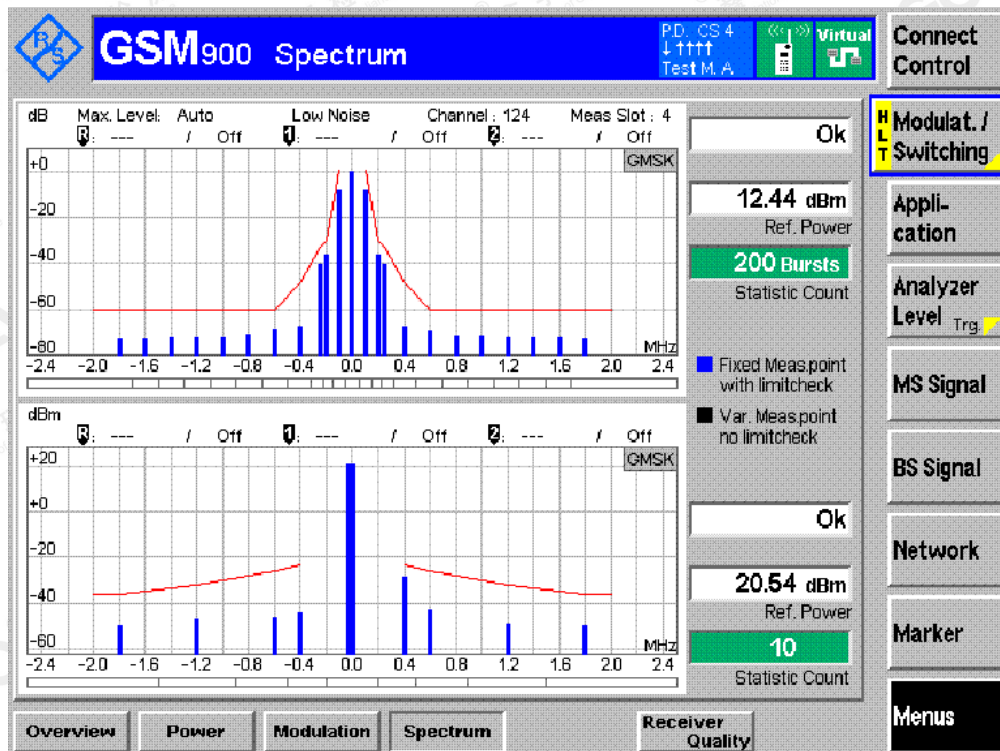 R&S
GSM900 Spectrum
P.D. CS 4
↓ ↑↑↑↑
Test M. A.
Virtual
Connect
Control
dB Max. Level: Auto Low Noise Channel : 124 Meas Slot : 4
R: --- / Off 1: --- / Off 2: --- / Off
GMSK
+0
-20
-40
-60
-80
MHz
-2.4 -2.0 -1.6 -1.2 -0.8 -0.4 0.0 0.4 0.8 1.2 1.6 2.0 2.4
Ok
12.44 dBm
Ref. Power
200 Bursts
Statistic Count
Fixed Meas.point
with limitcheck
Var. Meas.point
no limitcheck
dBm
R: --- / Off 1: --- / Off 2: --- / Off
GMSK
+20
+0
-20
-40
-60
MHz
-2.4 -2.0 -1.6 -1.2 -0.8 -0.4 0.0 0.4 0.8 1.2 1.6 2.0 2.4
Ok
20.54 dBm
Ref. Power
10
Statistic Count
H
L
T
Modulat. /
Switching
Appli-
cation
Analyzer
Level Trg.
MS Signal
BS Signal
Network
Marker
Menus
Overview
Power
Modulation
Spectrum
Receiver
Quality